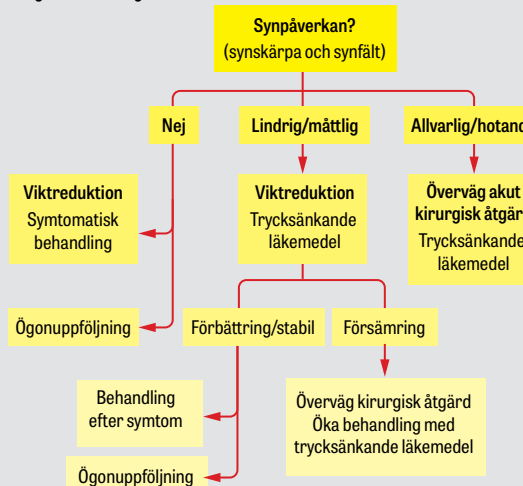 Synpåverkan?
(synskärpa och synfält)
Nej
Lindrig/måttlig
Allvarlig/hotand
Viktreduktion
Symtomatisk
behandling
Viktreduktion
Trycksänkande
läkemedel
Överväg akut
kirurgisk åtgär
Trycksänkande
läkemedel
Ögonuppföljning
Förbättring/stabil
Försämring
Behandling
efter symtom
Överväg kirurgisk åtgärd
Öka behandling med
trycksänkande läkemedel
Ögonuppföljning